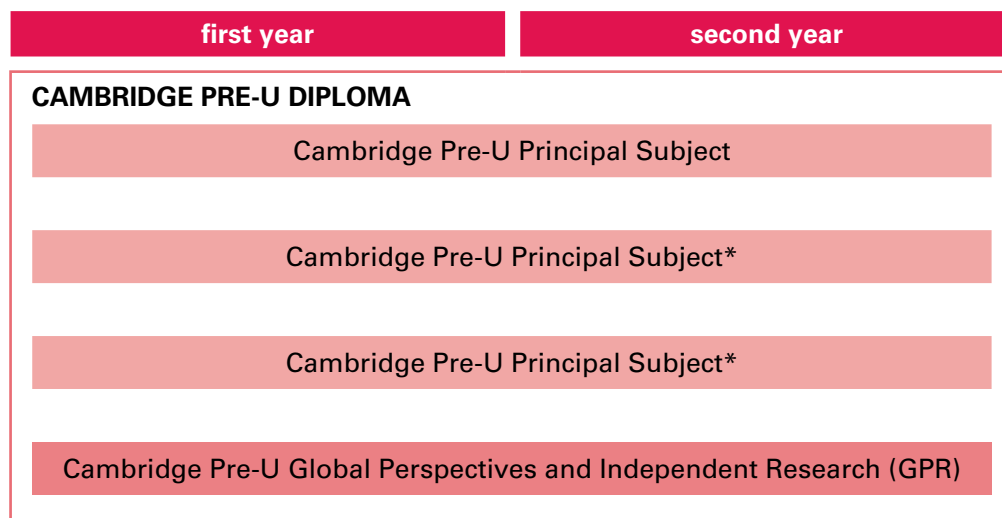 first year
second year
CAMBRIDGE PRE-U DIPLOMA
Cambridge Pre-U Principal Subject
Cambridge Pre-U Principal Subject*
Cambridge Pre-U Principal Subject*
Cambridge Pre-U Global Perspectives and Independent Research (GPR)